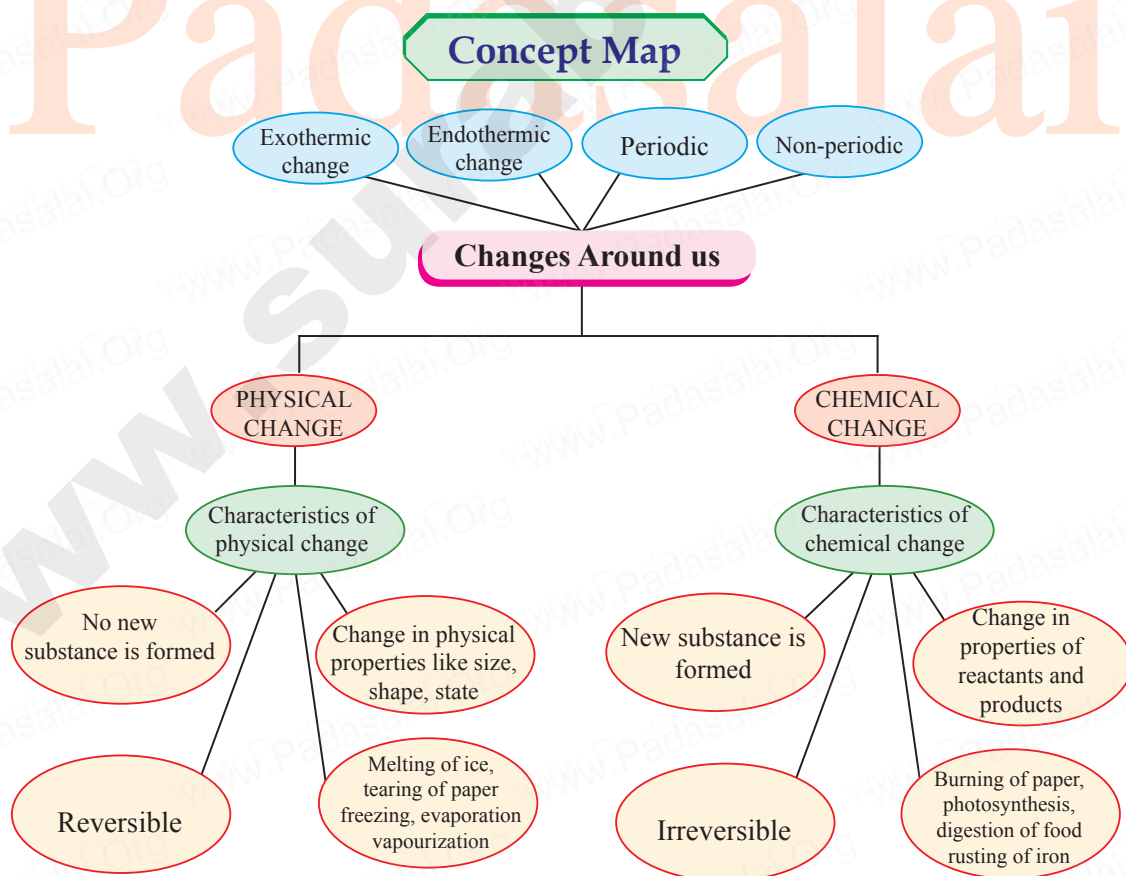 Padasalai
Concept Map
Exothermic
change
Endothermic
change
Periodic
Non-periodic
Changes Around us
PHYSICAL
CHANGE
CHEMICAL
CHANGE
Characteristics of
physical change
Characteristics of
chemical change
No new
substance is formed
Change in physical
properties like size,
shape, state
Reversible
Melting of ice,
tearing of paper
freezing, evaporation
vapourization
New substance is
formed
Change in
properties of
reactants and
products
Irreversible
Burning of paper,
photosynthesis,
digestion of food
rusting of iron
www.sura